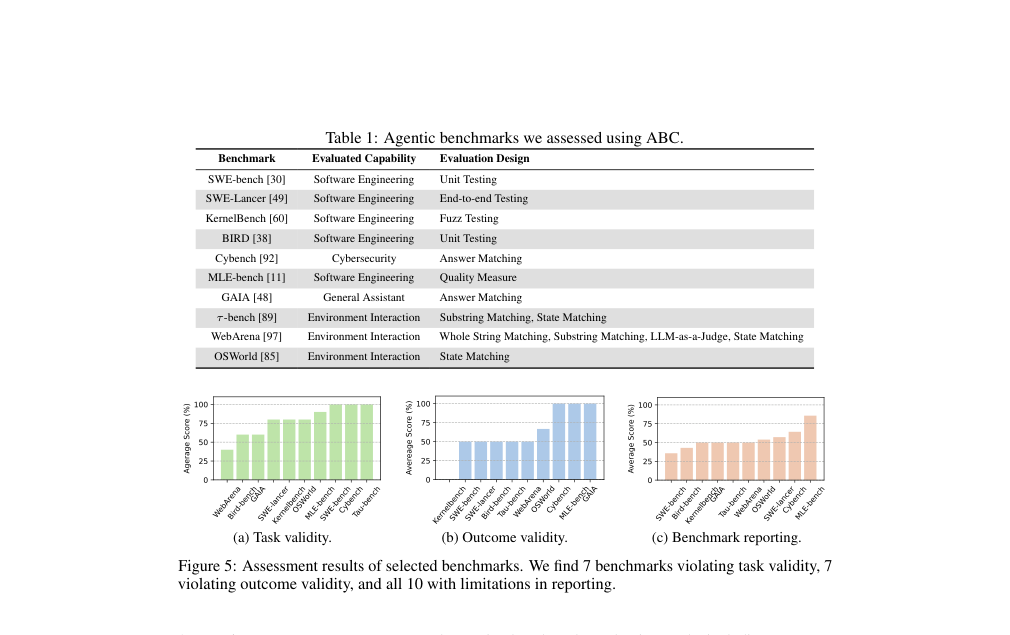 Table 1: Agentic benchmarks we assessed using ABC.
Benchmark Evaluated Capability Evaluation Design
SWE-bench [30] Software Engineering Unit Testing
SWE-Lancer [49] Software Engineering End-to-end Testing
KernelBench [60] Software Engineering Fuzz Testing
BIRD [38] Software Engineering Unit Testing
Cybench [92] Cybersecurity Answer Matching
MLE-bench [11] Software Engineering Quality Measure
GAIA [48] General Assistant Answer Matching
τ-bench [89] Environment Interaction Substring Matching, State Matching
WebArena [97] Environment Interaction Whole String Matching, Substring Matching, LLM-as-a-Judge, State Matching
OSWorld [85] Environment Interaction State Matching
Agerage Score (%)
100
75
50
25
0
WebArena
Bird-bench
GAIA
SWE-lancer
Kernelbench
OSWorld
MLE-bench
SWE-bench
Cybench
Tau-bench
(a) Task validity.
Avereage Score (%)
100
75
50
25
0
Kernelbench
SWE-bench
SWE-lancer
Bird-bench
Tau-bench
WebArena
OSWorld
Cybench
MLE-bench
GAIA
(b) Outcome validity.
Average Score (%)
100
75
50
25
0
SWE-bench
Bird-bench
Kernelbench
GAIA
Tau-bench
WebArena
OSWorld
SWE-lancer
Cybench
MLE-bench
(c) Benchmark reporting.
Figure 5: Assessment results of selected benchmarks. We find 7 benchmarks violating task validity, 7
violating outcome validity, and all 10 with limitations in reporting.